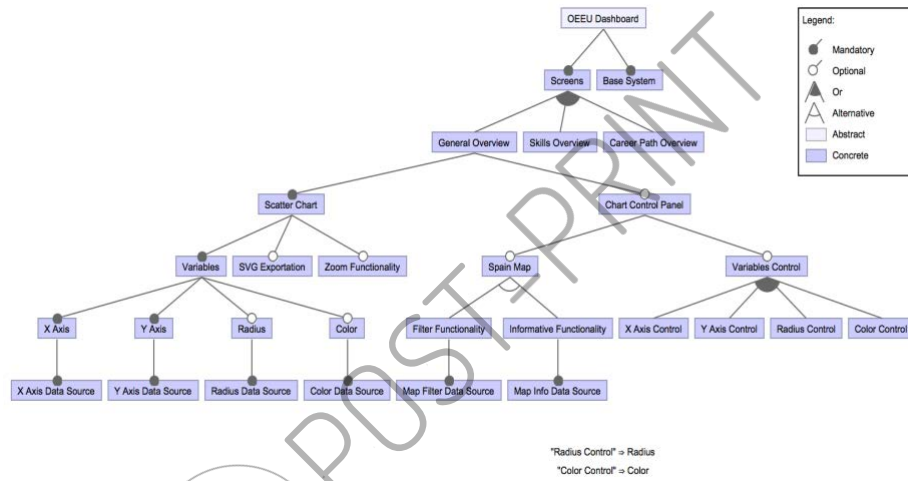 OEEU Dashboard
Legend:
Mandatory
Optional
Or
Alternative
Abstract
Concrete
Screens
Base System
General Overview
Skills Overview
Career Path Overview
Scatter Chart
Chart Control Panel
Variables
SVG Exportation
Zoom Functionality
Spain Map
Variables Control
X Axis
Y Axis
Radius
Color
Filter Functionality
Informative Functionality
X Axis Control
Y Axis Control
Radius Control
Color Control
X Axis Data Source
Y Axis Data Source
Radius Data Source
Color Data Source
Map Filter Data Source
Map Info Data Source
"Radius Control" ⇒ Radius
"Color Control" ⇒ Color
POST-PRINT